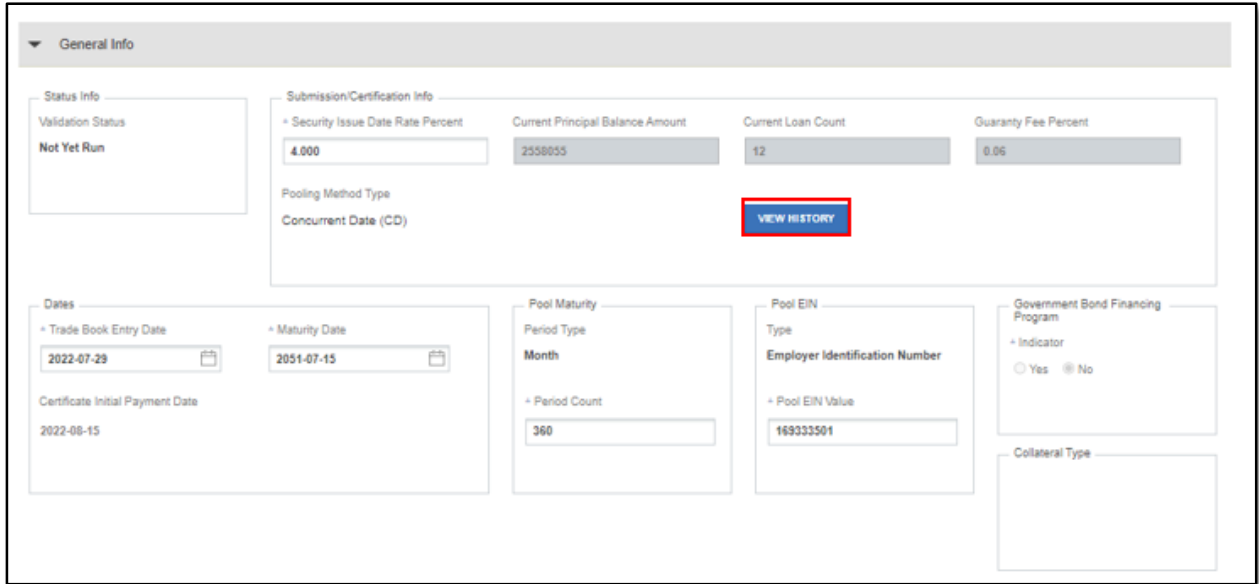 General Info
Status Info
Validation Status
Not Yet Run
Submission/Certification Info
* Security Issue Date Rate Percent
4.000
Current Principal Balance Amount
2558055
Current Loan Count
12
Guaranty Fee Percent
0.06
Pooling Method Type
Concurrent Date (CD)
VIEW HISTORY
Dates
* Trade Book Entry Date
2022-07-29
* Maturity Date
2051-07-15
Certificate Initial Payment Date
2022-08-15
Pool Maturity
Period Type
Month
* Period Count
360
Pool EIN
Type
Employer Identification Number
* Pool EIN Value
169333501
Government Bond Financing
Program
* Indicator
Yes No
Collateral Type